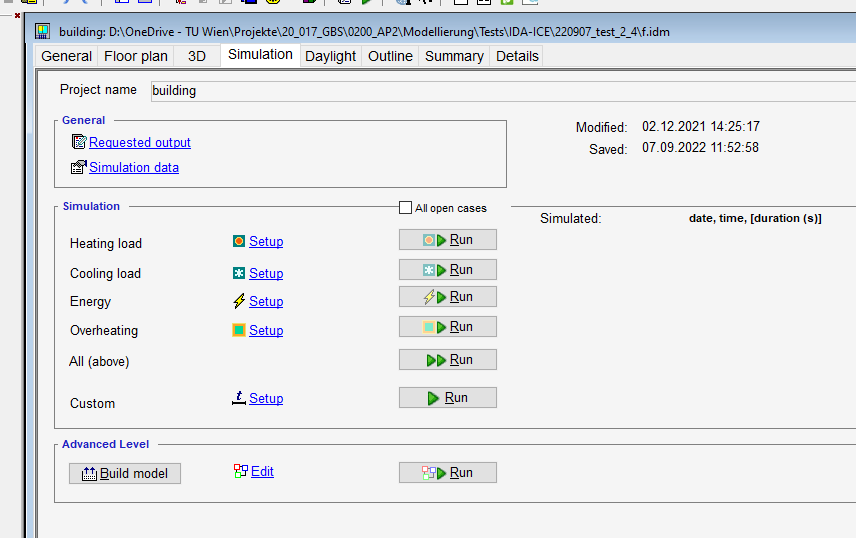 building: D:\OneDrive - TU Wien\Projekte\20_017_GBS\0200_AP2\Modellierung\Tests\IDA-ICE\220907_test_2_4\f.idm
General Floor plan 3D Simulation Daylight Outline Summary Details
Project name building
General
Requested output
Simulation data
Modified: 02.12.2021 14:25:17
Saved: 07.09.2022 11:52:58
Simulation All open cases
Simulated: date, time, [duration (s)]
Heating load Setup Run
Cooling load Setup Run
Energy Setup Run
Overheating Setup Run
All (above) Run
Custom t Setup Run
Advanced Level
Build model Edit Run